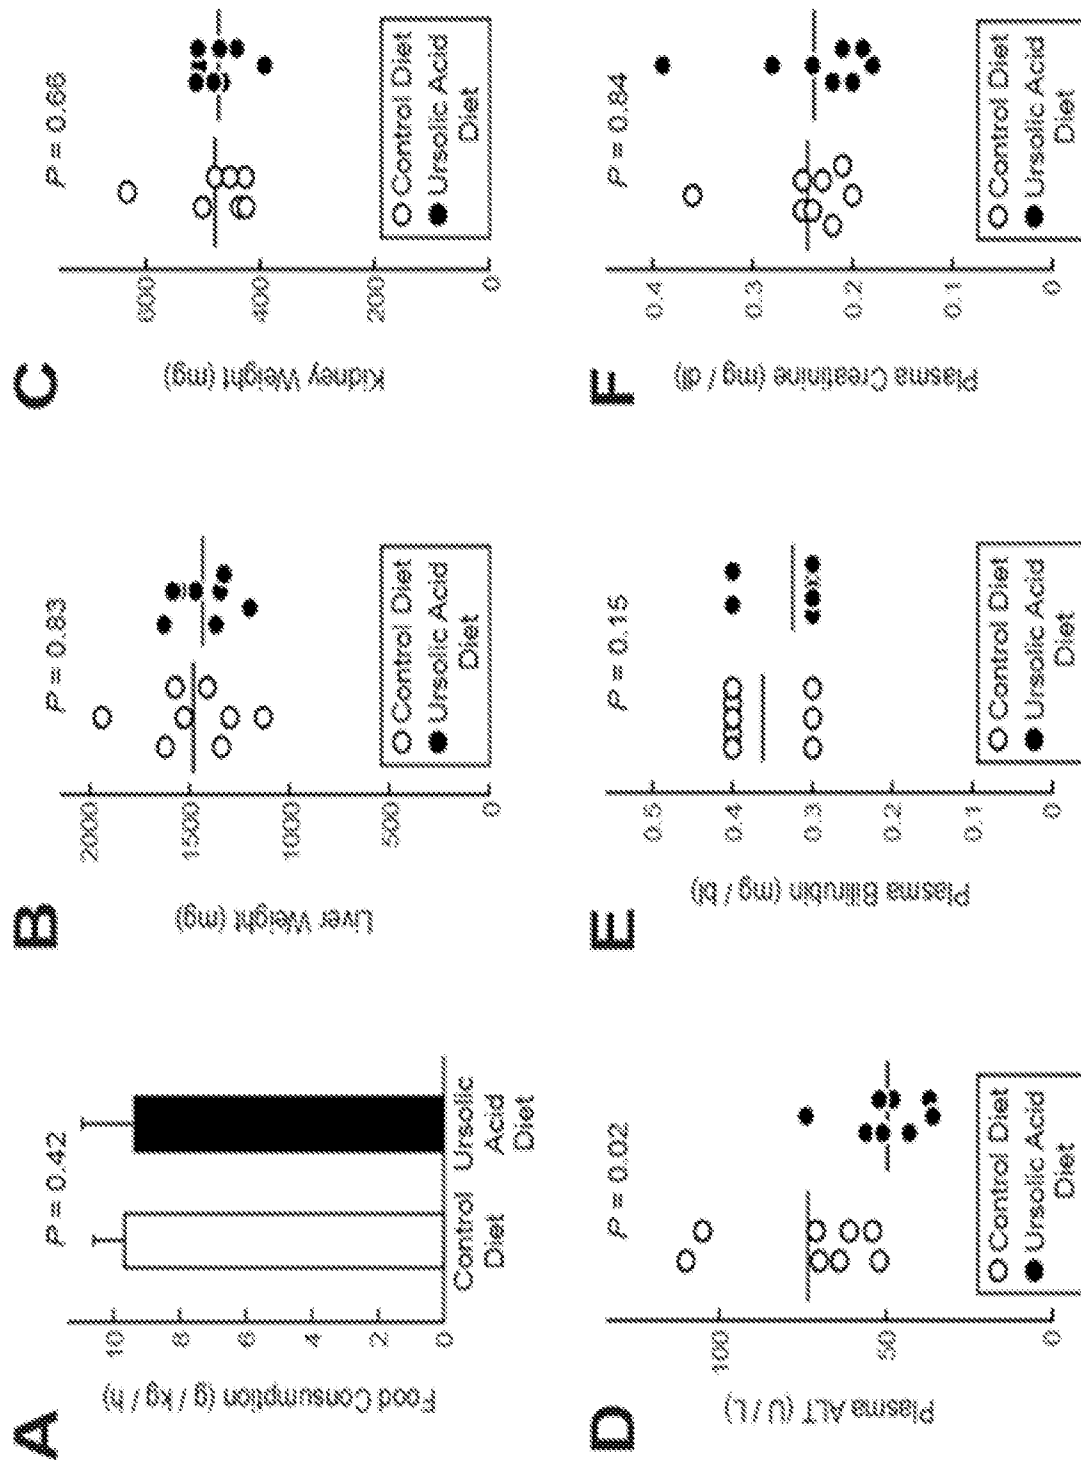 A
P = 0.42
Food Consumption (g / kg / h)
10
8
6
4
2
0
Control Diet
Ursolic Acid Diet
B
P = 0.83
Liver Weight (mg)
2000
1500
1000
500
0
Control Diet
Ursolic Acid
Diet
C
P = 0.66
Kidney Weight (mg)
600
400
200
0
Control Diet
Ursolic Acid
Diet
D
P = 0.02
Plasma ALT (U / L)
100
50
0
Control Diet
Ursolic Acid
Diet
E
P = 0.15
Plasma Bilirubin (mg / bl)
0.5
0.4
0.3
0.2
0.1
0
Control Diet
Ursolic Acid
Diet
F
P = 0.84
Plasma Creatinine (mg / dl)
0.4
0.3
0.2
0.1
0
Control Diet
Ursolic Acid
Diet